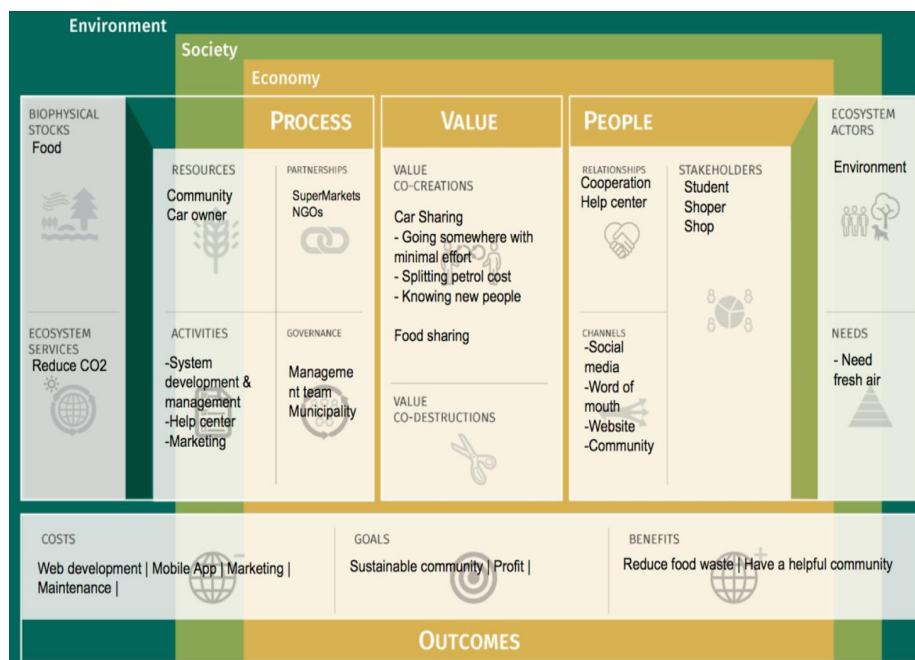 Environment
Society
Economy
BIOPHYSICAL
STOCKS
Food
ECOSYSTEM
SERVICES
Reduce CO2
PROCESS
RESOURCES
Community
Car owner
PARTNERSHIPS
SuperMarkets
NGOs
ACTIVITIES
-System
development &
management
-Help center
-Marketing
GOVERNANCE
Manageme
nt team
Municipality
VALUE
VALUE
CO-CREATIONS
Car Sharing
- Going somewhere with
minimal effort
- Splitting petrol cost
- Knowing new people
Food sharing
VALUE
CO-DESTRUCTIONS
PEOPLE
RELATIONSHIPS
Cooperation
Help center
CHANNELS
-Social
media
-Word of
mouth
-Website
-Community
STAKEHOLDERS
Student
Shoper
Shop
ECOSYSTEM
ACTORS
Environment
NEEDS
- Need
fresh air
COSTS
Web development | Mobile App | Marketing |
Maintenance |
GOALS
Sustainable community | Profit |
BENEFITS
Reduce food waste | Have a helpful community
OUTCOMES